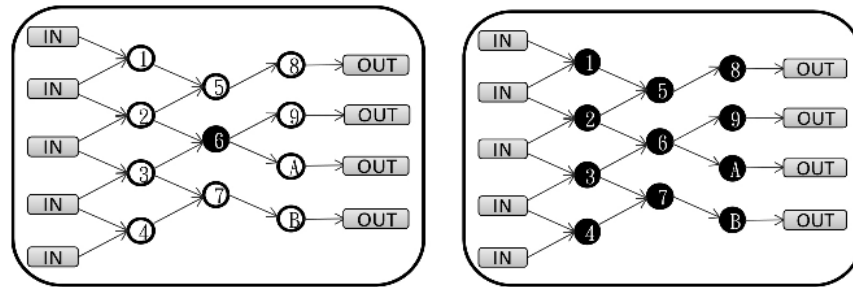 IN
1 8 OUT
IN 5
2 9 OUT
IN 6
3 A OUT
IN 7
4 B OUT
IN
IN
1 8 OUT
IN 5
2 9 OUT
IN 6
3 A OUT
IN 7
4 B OUT
IN